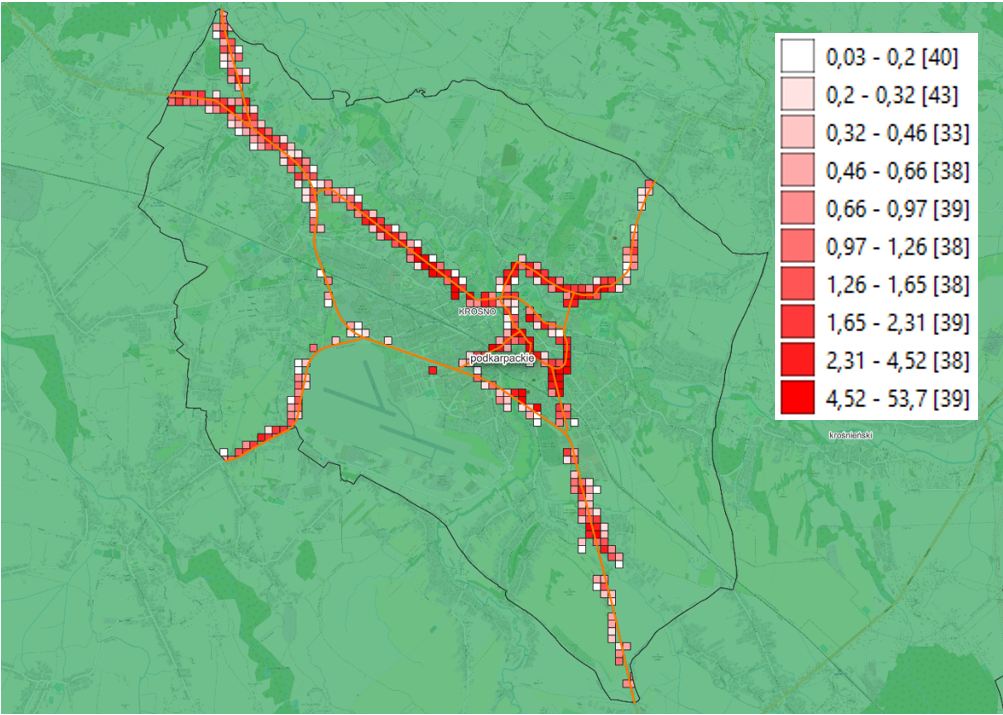 0,03 - 0,2 [40]
0,2 - 0,32 [43]
0,32 - 0,46 [33]
0,46 - 0,66 [38]
0,66 - 0,97 [39]
0,97 - 1,26 [38]
1,26 - 1,65 [38]
1,65 - 2,31 [39]
2,31 - 4,52 [38]
4,52 - 53,7 [39]
KROSNO
podkarpackie
krośnieński